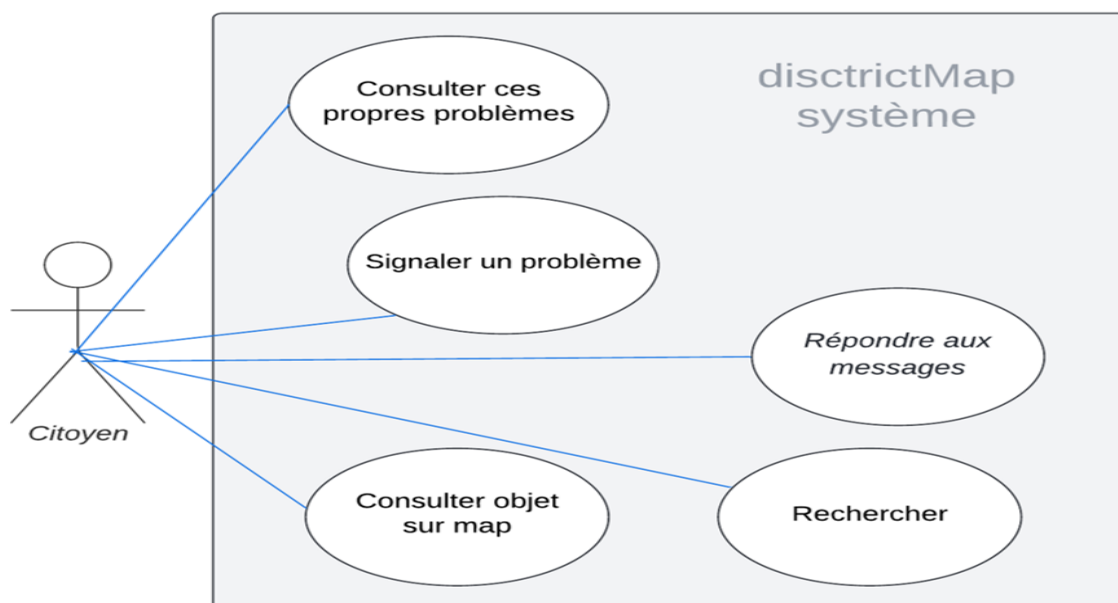 Consulter ces
propres problèmes
disctrictMap
système
Signaler un problème
Répondre aux
messages
Citoyen
Consulter objet
sur map
Rechercher